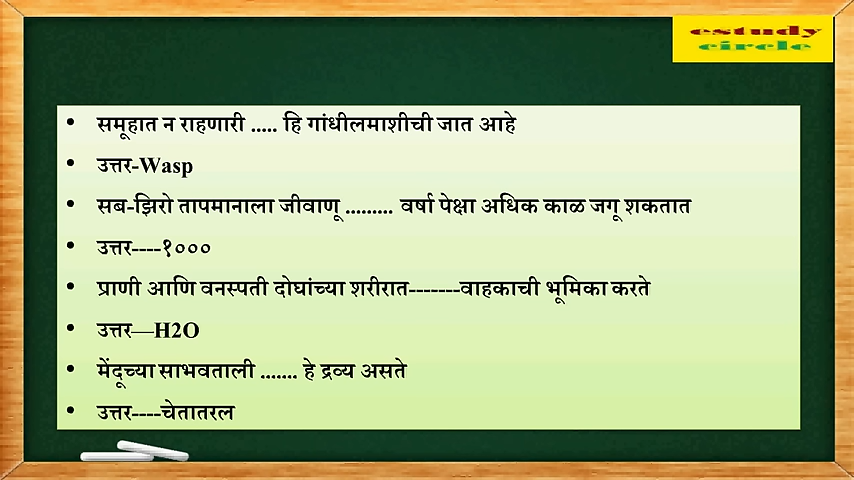 estudy
circle
• समूहात न राहणारी ..... हि गांधीलमाशीची जात आहे
• उत्तर-Wasp
• सब-झिरो तापमानाला जीवाणू ......... वर्षा पेक्षा अधिक काळ जगू शकतात
• उत्तर----१०००
• प्राणी आणि वनस्पती दोघांच्या शरीरात-------वाहकाची भूमिका करते
• उत्तर—H2O
• मेंदूच्या साभवताली ....... हे द्रव्य असते
• उत्तर----चेतातरल